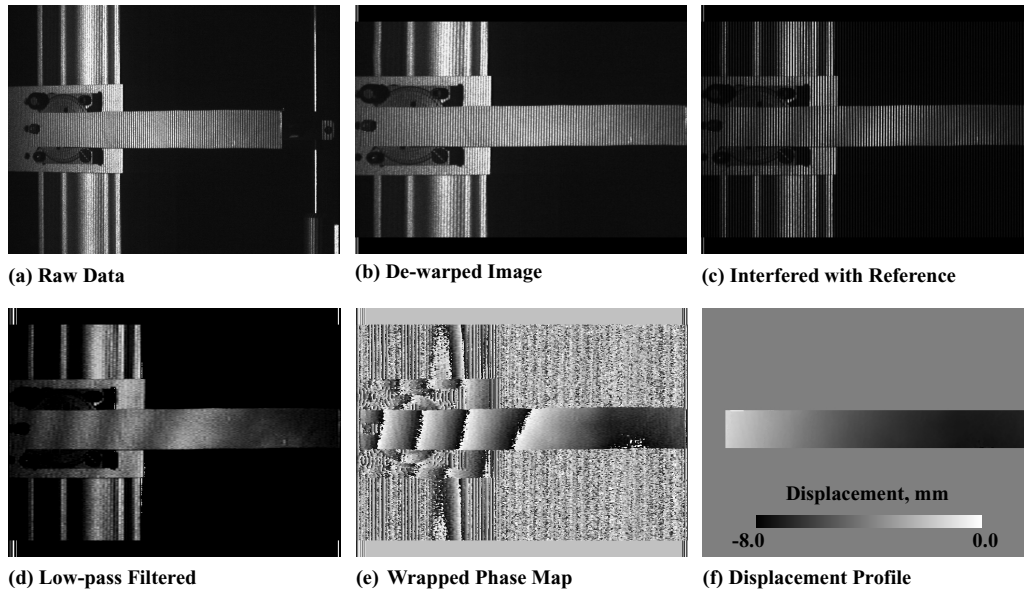 (a) Raw Data
(b) De-warped Image
(c) Interfered with Reference
Displacement, mm
-8.0 0.0
(d) Low-pass Filtered
(e) Wrapped Phase Map
(f) Displacement Profile